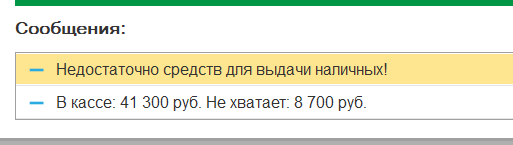 Сообщения:
Недостаточно средств для выдачи наличных!
В кассе: 41 300 руб. Не хватает: 8 700 руб.